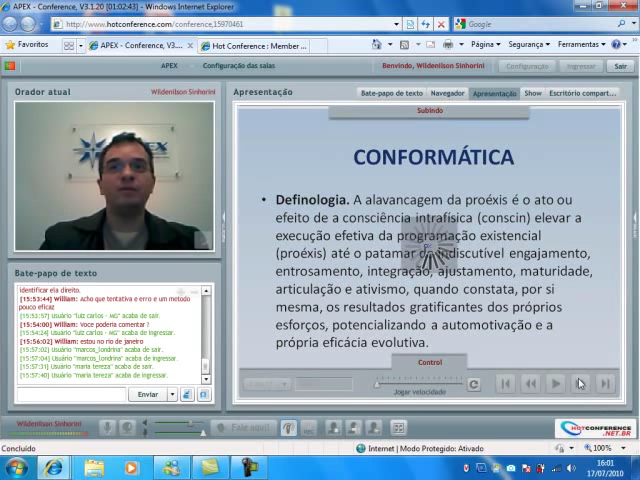 APEX - Conference, V3.1.20 [01:02:43] - Windows Internet Explorer
http://www.hotconference.com/conference,15970461
Google
Favoritos
APEX - Conference, V3....
Hot Conference : Member ...
Página
Segurança
Ferramentas
APEX
Configuração das salas
Benvindo, Wildenilson Sinhorini
Configuração
Ingressar
Sair
Orador atual
Wildenilson Sinhorini
Apresentação
Bate-papo de texto
Navegador
Apresentação
Show
Escritório compart...
Subindo
CONFORMÁTICA
• Definologia. A alavancagem da proéxis é o ato ou
efeito de a consciência intrafísica (conscin) elevar a
execução efetiva da programação existencial
(proéxis) até o patamar de indiscutível engajamento,
entrosamento, integração, ajustamento, maturidade,
articulação e ativismo, quando constata, por si
mesma, os resultados gratificantes dos próprios
esforços, potencializando a automotivação e a
própria eficácia evolutiva.
Bate-papo de texto
identificar ela direito.
[15:53:44] William: Acho que tentativa e erro e um metodo
pouco eficaz
[15:53:57] Usuário "luiz carlos - MG" acaba de sair.
[15:54:00] William: Voce poderia comentar ?
[15:54:24] Usuário "luiz carlos - MG" acaba de ingressar.
[15:56:02] William: estou no rio de janeiro
[15:57:02] Usuário "marcos_londrina" acaba de sair.
[15:57:04] Usuário "marcos_londrina" acaba de ingressar.
[15:57:31] Usuário "maria tereza" acaba de sair.
[15:57:40] Usuário "maria tereza" acaba de ingressar.
Enviar
Control
Jogar velocidade
Wildenilson Sinhorini
Fale aqui!
HOTCONFERENCE
.NET.BR
Concluído
Internet | Modo Protegido: Ativado
100%
16:01
17/07/2010